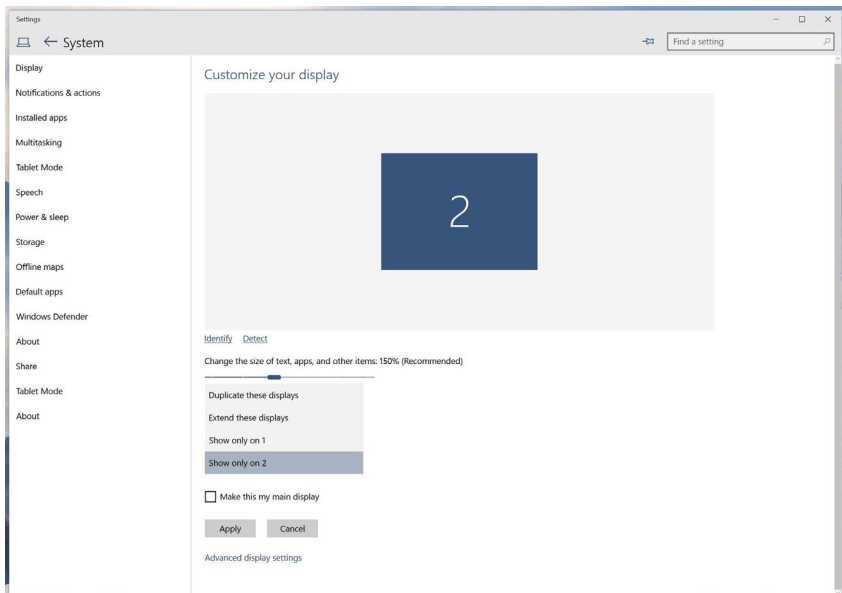 Settings
System
Find a setting
Display
Notifications & actions
Installed apps
Multitasking
Tablet Mode
Speech
Power & sleep
Storage
Offline maps
Default apps
Windows Defender
About
Share
Tablet Mode
About
Customize your display
2
Identify Detect
Change the size of text, apps, and other items: 150% (Recommended)
Duplicate these displays
Extend these displays
Show only on 1
Show only on 2
Make this my main display
Apply Cancel
Advanced display settings